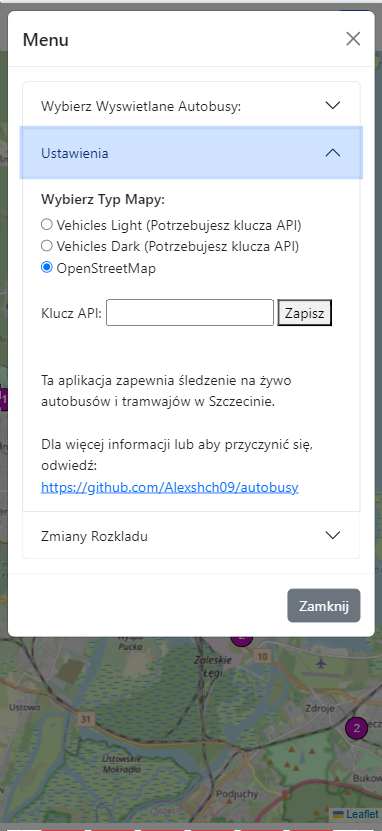 Menu
Wybierz Wyswietlane Autobusy:
Ustawienia
Wybierz Typ Mapy:
Vehicles Light (Potrzebujesz klucza API)
Vehicles Dark (Potrzebujesz klucza API)
OpenStreetMap
Klucz API:
Zapisz
Ta aplikacja zapewnia śledzenie na żywo
autobusów i tramwajów w Szczecinie.
Dla więcej informacji lub aby przyczynić się,
odwiedź:
https://github.com/Alexshch09/autobusy
Zmiany Rozkladu
Zamknij
1
2
Pucka
Zaleskie
Łęgi
10
Ustowo
31
Zdroje
2
Ustowskie
Mokradła
Bukow
Podjuchy
Leaflet